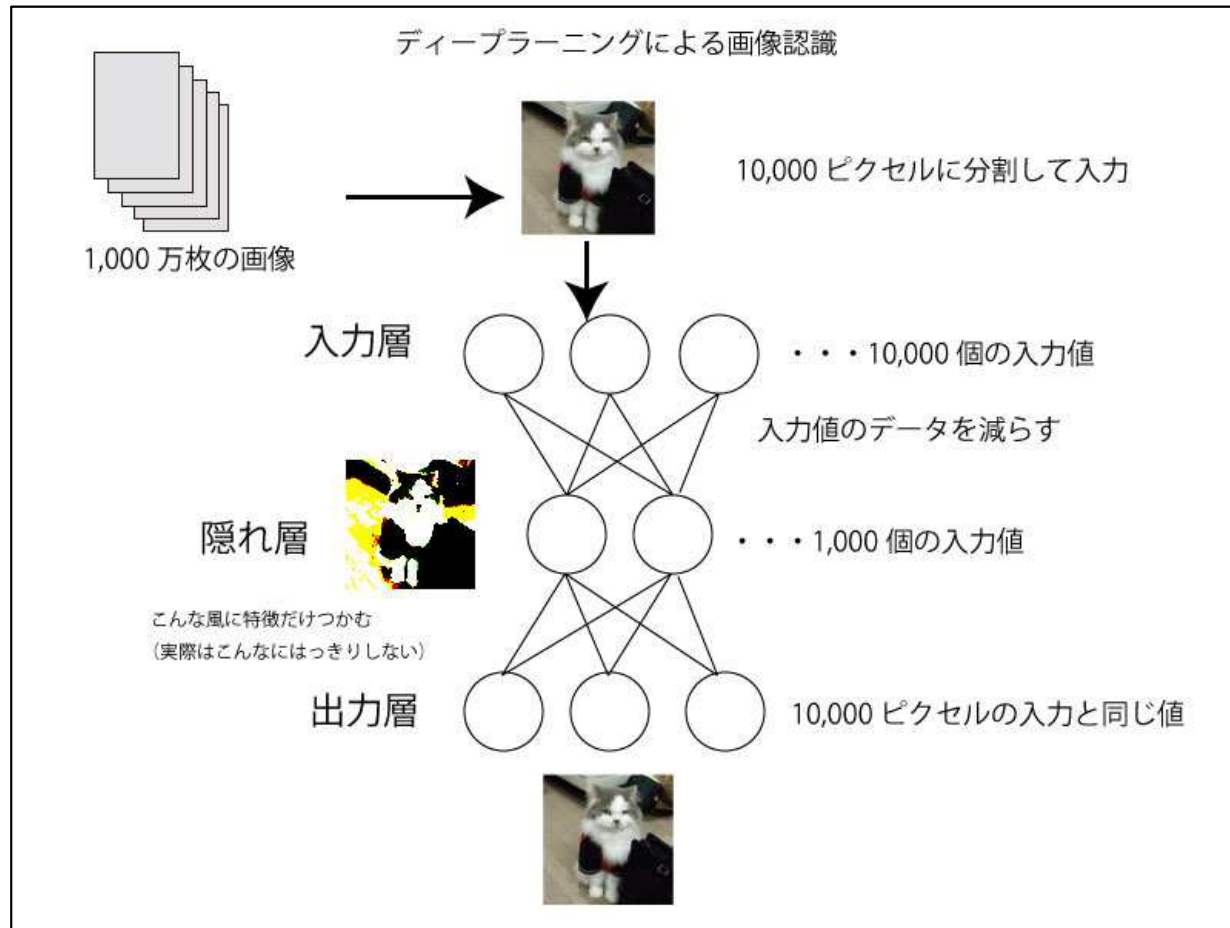 ディープラーニングによる画像認識
10,000 ピクセルに分割して入力
1,000 万枚の画像
入力層
・・・10,000 個の入力値
入力値のデータを減らす
隠れ層
・・・1,000 個の入力値
こんな風に特徴だけつかむ
（実際はこんなにはっきりしない）
出力層
10,000 ピクセルの入力と同じ値